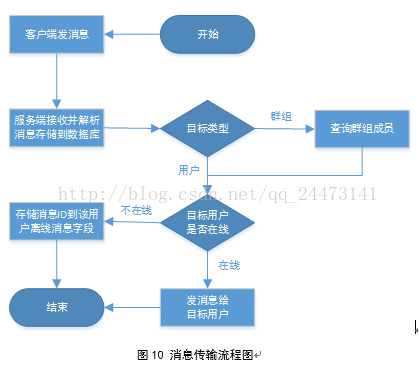 客户端发消息
开始
服务端接收并解析
消息存储到数据库
目标类型
群组
查询群组成员
用户
http://blog.csdn.net/qq_24473141
存储消息ID到该用
户离线消息字段
不在线
目标用户
是否在线
在线
结束
发消息给
目标用户
图 10 消息传输流程图